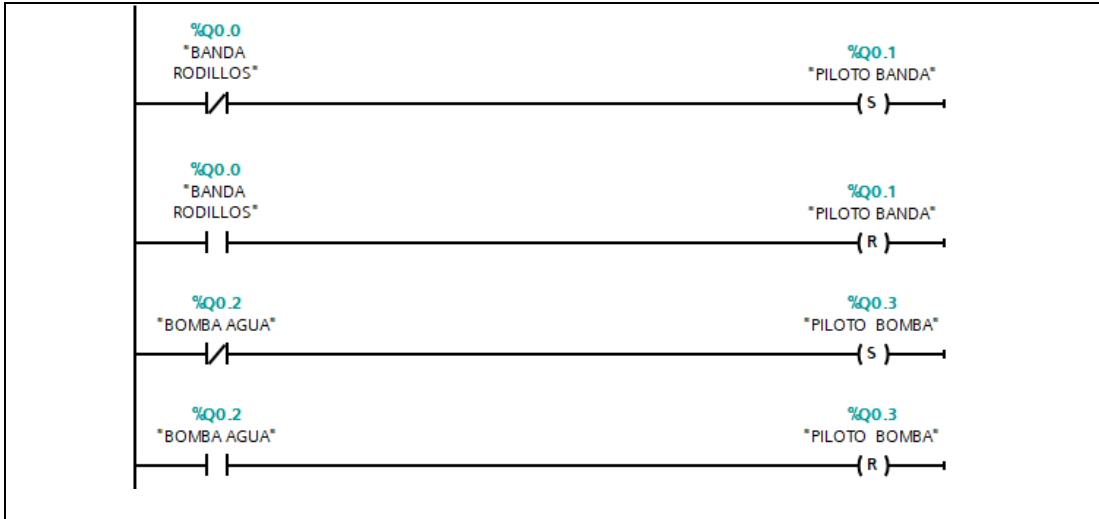 %Q0.0
"BANDA
RODILLOS"
%Q0.1
"PILOTO BANDA"
S
%Q0.0
"BANDA
RODILLOS"
%Q0.1
"PILOTO BANDA"
R
%Q0.2
"BOMBA AGUA"
%Q0.3
"PILOTO  BOMBA"
S
%Q0.2
"BOMBA AGUA"
%Q0.3
"PILOTO  BOMBA"
R